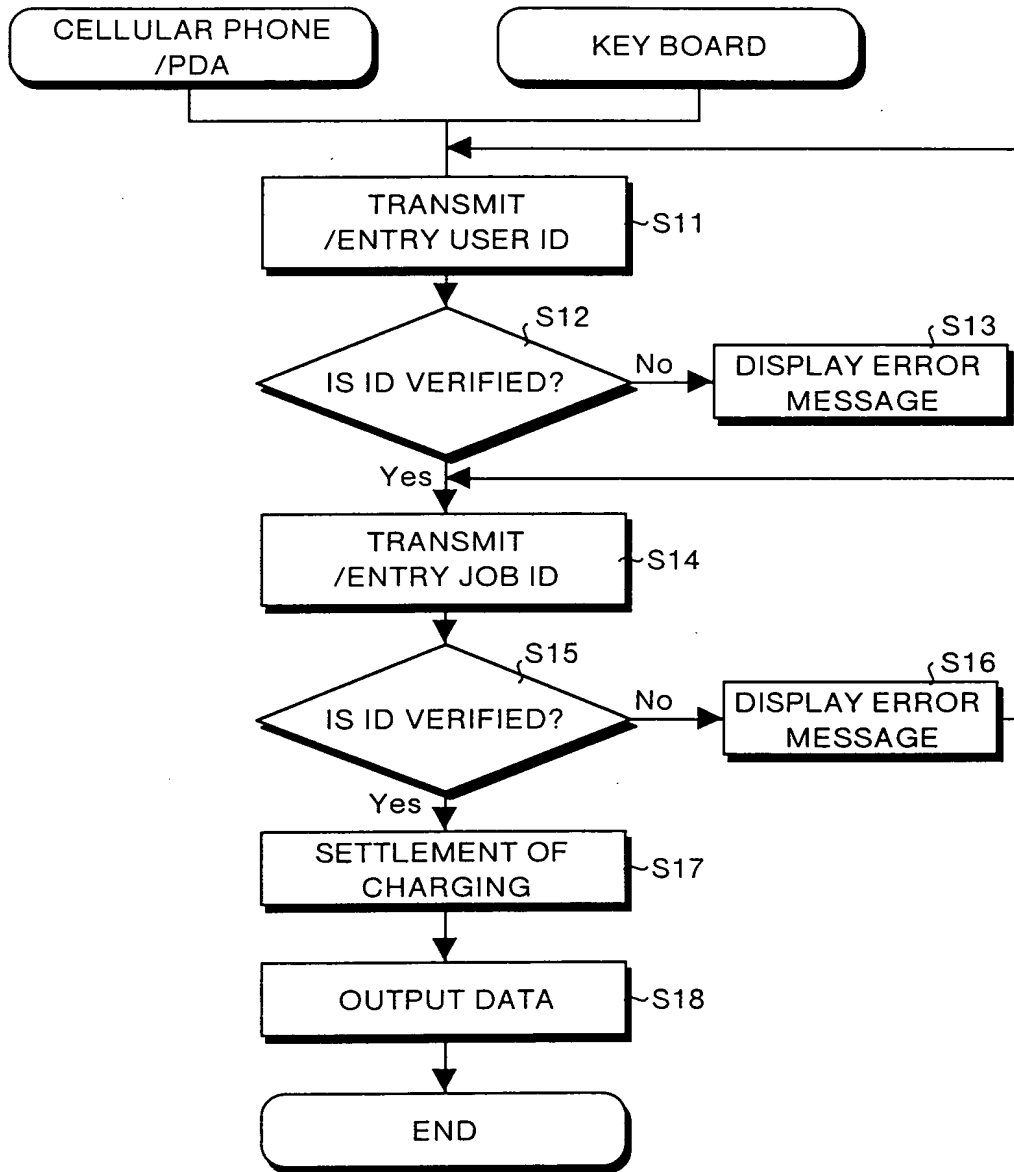 CELLULAR PHONE
/PDA
KEY BOARD
TRANSMIT
/ENTRY USER ID
S11
S12
IS ID VERIFIED?
No
S13
DISPLAY ERROR
MESSAGE
Yes
TRANSMIT
/ENTRY JOB ID
S14
S15
IS ID VERIFIED?
No
S16
DISPLAY ERROR
MESSAGE
Yes
SETTLEMENT OF
CHARGING
S17
OUTPUT DATA
S18
END